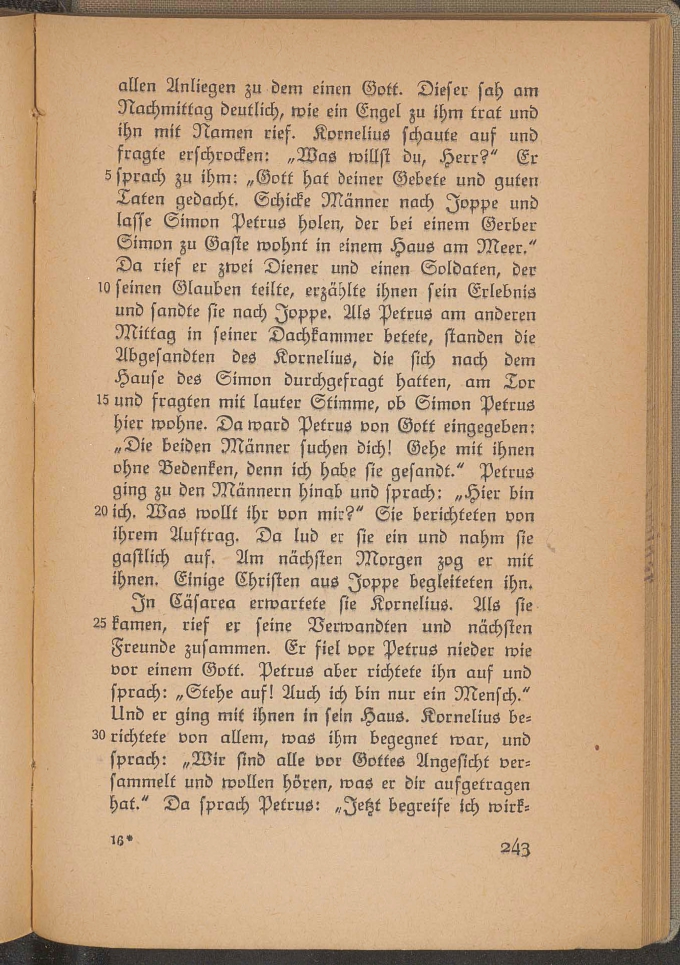 allen Anliegen zu dem einen Gott. Dieser sah am
Nachmittag deutlich, wie ein Engel zu ihm trat und
ihn mit Namen rief. Kornelius schaute auf und
fragte erschrocken: „Was willst du, Herr?“ Er
5 sprach zu ihm: „Gott hat deiner Gebete und guten
Taten gedacht. Schicke Männer nach Joppe und
lasse Simon Petrus holen, der bei einem Gerber
Simon zu Gaste wohnt in einem Haus am Meer.“
Da rief er zwei Diener und einen Soldaten, der
10 seinen Glauben teilte, erzählte ihnen sein Erlebnis
und sandte sie nach Joppe. Als Petrus am anderen
Mittag in seiner Dachkammer betete, standen die
Abgesandten des Kornelius, die sich nach dem
Hause des Simon durchgefragt hatten, am Tor
15 und fragten mit lauter Stimme, ob Simon Petrus
hier wohne. Da ward Petrus von Gott eingegeben:
„Die beiden Männer suchen dich! Gehe mit ihnen
ohne Bedenken, denn ich habe sie gesandt.“ Petrus
ging zu den Männern hinab und sprach: „Hier bin
20 ich. Was wollt ihr von mir?“ Sie berichteten von
ihrem Auftrag. Da lud er sie ein und nahm sie
gastlich auf. Am nächsten Morgen zog er mit
ihnen. Einige Christen aus Joppe begleiteten ihn.
In Cäsarea erwartete sie Kornelius. Als sie
25 kamen, rief er seine Verwandten und nächsten
Freunde zusammen. Er fiel vor Petrus nieder wie
vor einem Gott. Petrus aber richtete ihn auf und
sprach: „Stehe auf! Auch ich bin nur ein Mensch.“
Und er ging mit ihnen in sein Haus. Kornelius be-
30 richtete von allem, was ihm begegnet war, und
sprach: „Wir sind alle vor Gottes Angesicht ver-
sammelt und wollen hören, was er dir aufgetragen
hat.“ Da sprach Petrus: „Jetzt begreife ich wirk-
16*
243